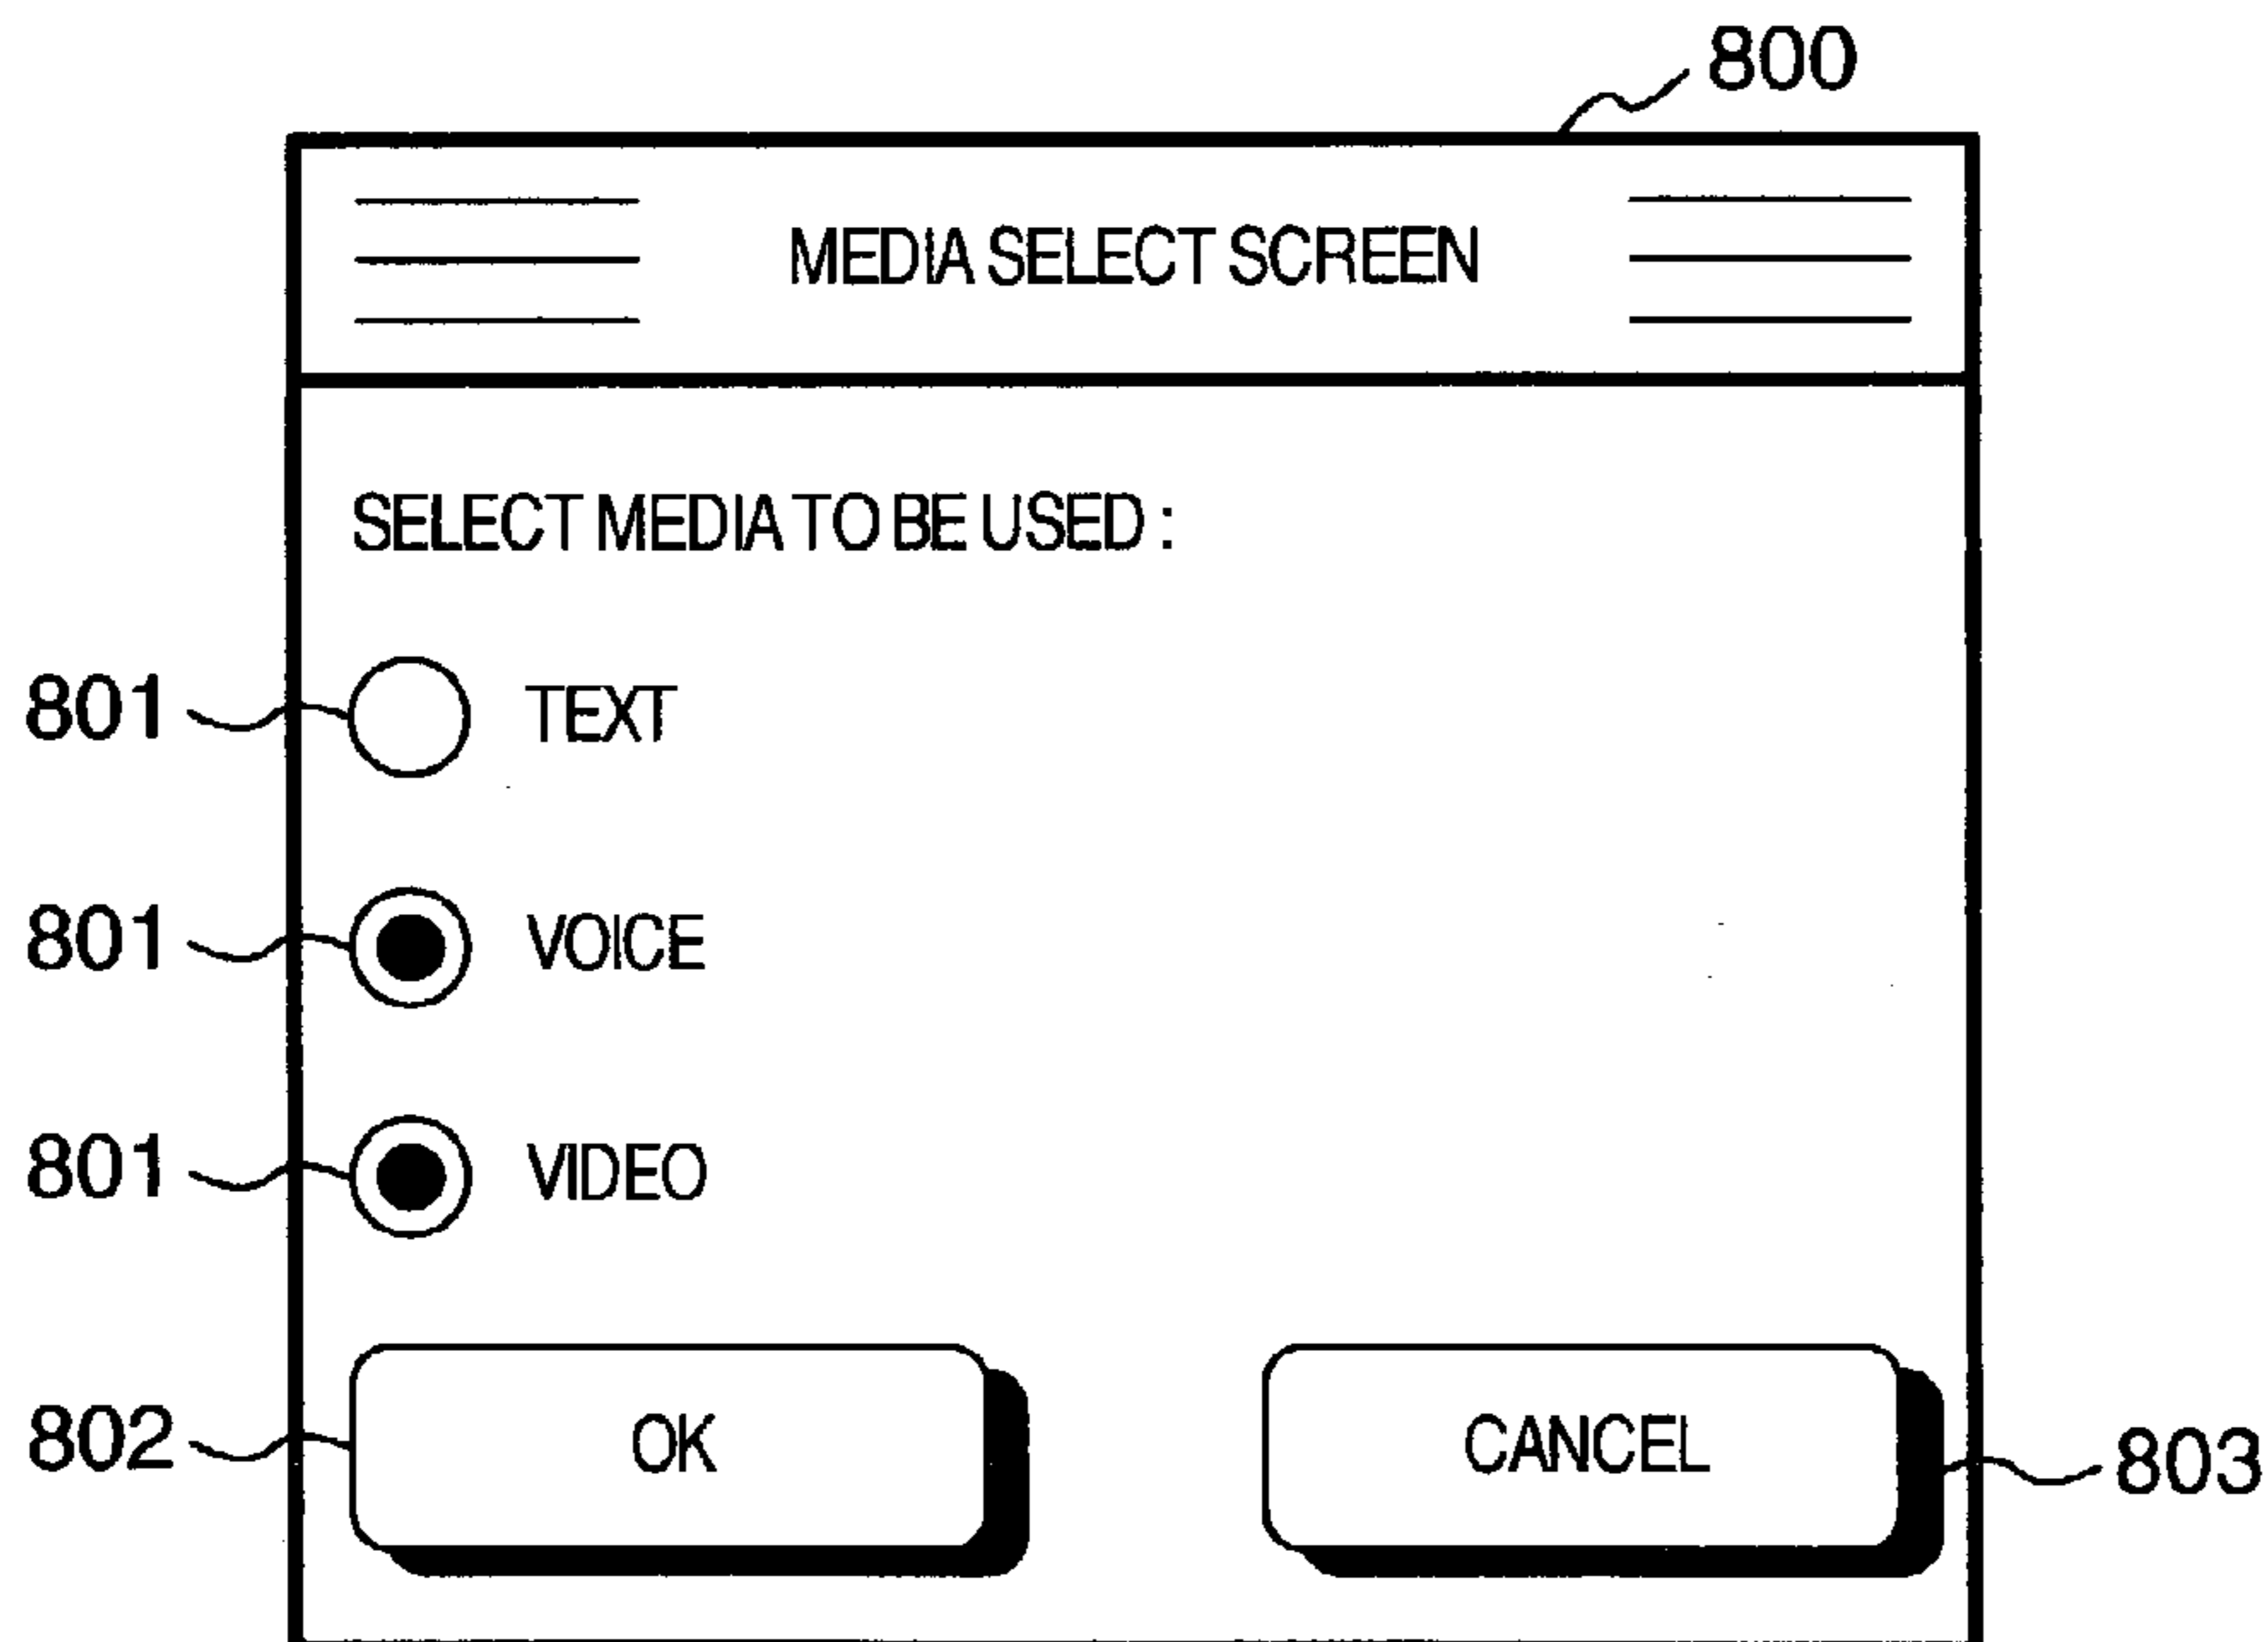 800
MEDIA SELECT SCREEN
SELECT MEDIA TO BE USED :
801 TEXT
801 VOICE
801 VIDEO
802 OK CANCEL 803